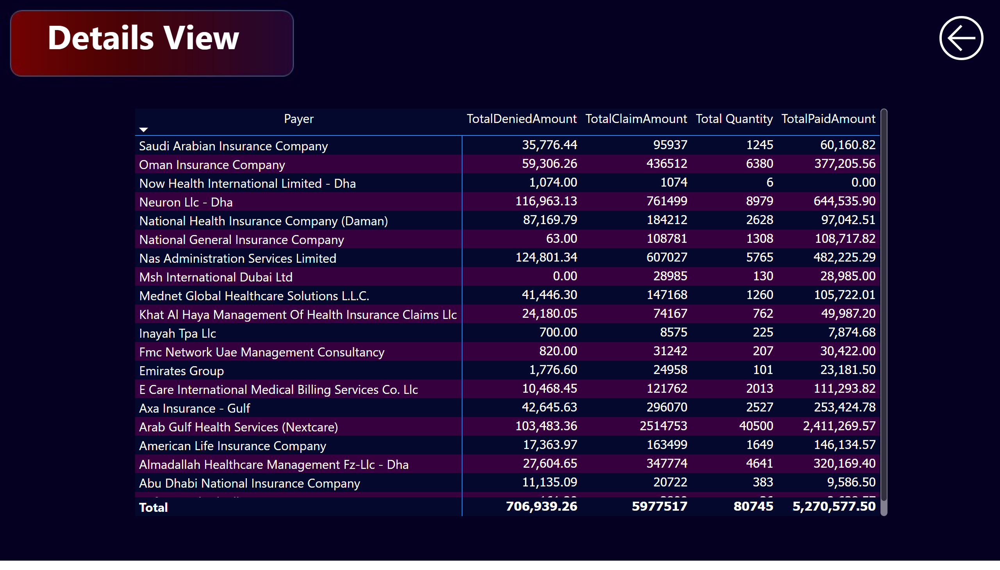 Details View
Payer TotalDeniedAmount TotalClaimAmount Total Quantity TotalPaidAmount
Saudi Arabian Insurance Company 35,776.44 95937 1245 60,160.82
Oman Insurance Company 59,306.26 436512 6380 377,205.56
Now Health International Limited - Dha 1,074.00 1074 6 0.00
Neuron Llc - Dha 116,963.13 761499 8979 644,535.90
National Health Insurance Company (Daman) 87,169.79 184212 2628 97,042.51
National General Insurance Company 63.00 108781 1308 108,717.82
Nas Administration Services Limited 124,801.34 607027 5765 482,225.29
Msh International Dubai Ltd 0.00 28985 130 28,985.00
Mednet Global Healthcare Solutions L.L.C. 41,446.30 147168 1260 105,722.01
Khat Al Haya Management Of Health Insurance Claims Llc 24,180.05 74167 762 49,987.20
Inayah Tpa Llc 700.00 8575 225 7,874.68
Fmc Network Uae Management Consultancy 820.00 31242 207 30,422.00
Emirates Group 1,776.60 24958 101 23,181.50
E Care International Medical Billing Services Co. Llc 10,468.45 121762 2013 111,293.82
Axa Insurance - Gulf 42,645.63 296070 2527 253,424.78
Arab Gulf Health Services (Nextcare) 103,483.36 2514753 40500 2,411,269.57
American Life Insurance Company 17,363.97 163499 1649 146,134.57
Almadallah Healthcare Management Fz-Llc - Dha 27,604.65 347774 4641 320,169.40
Abu Dhabi National Insurance Company 11,135.09 20722 383 9,586.50
Total 706,939.26 5977517 80745 5,270,577.50